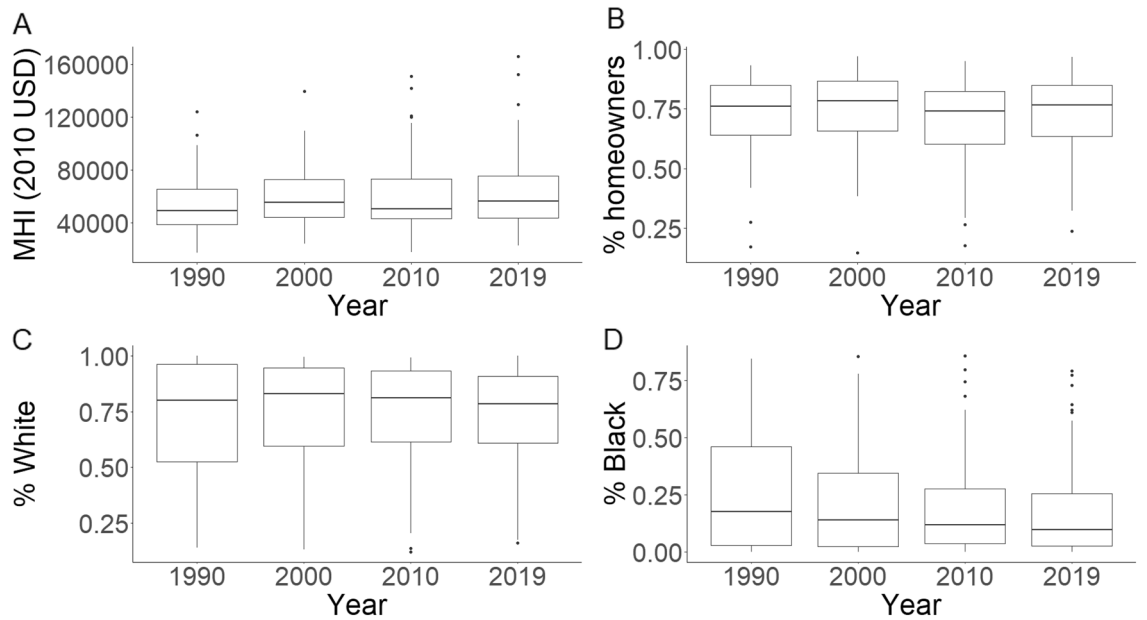 A
MHI (2010 USD)
160000
120000
80000
40000
1990 2000 2010 2019
Year
B
% homeowners
1.00
0.75
0.50
0.25
1990 2000 2010 2019
Year
C
% White
1.00
0.75
0.50
0.25
1990 2000 2010 2019
Year
D
% Black
0.75
0.50
0.25
0.00
1990 2000 2010 2019
Year